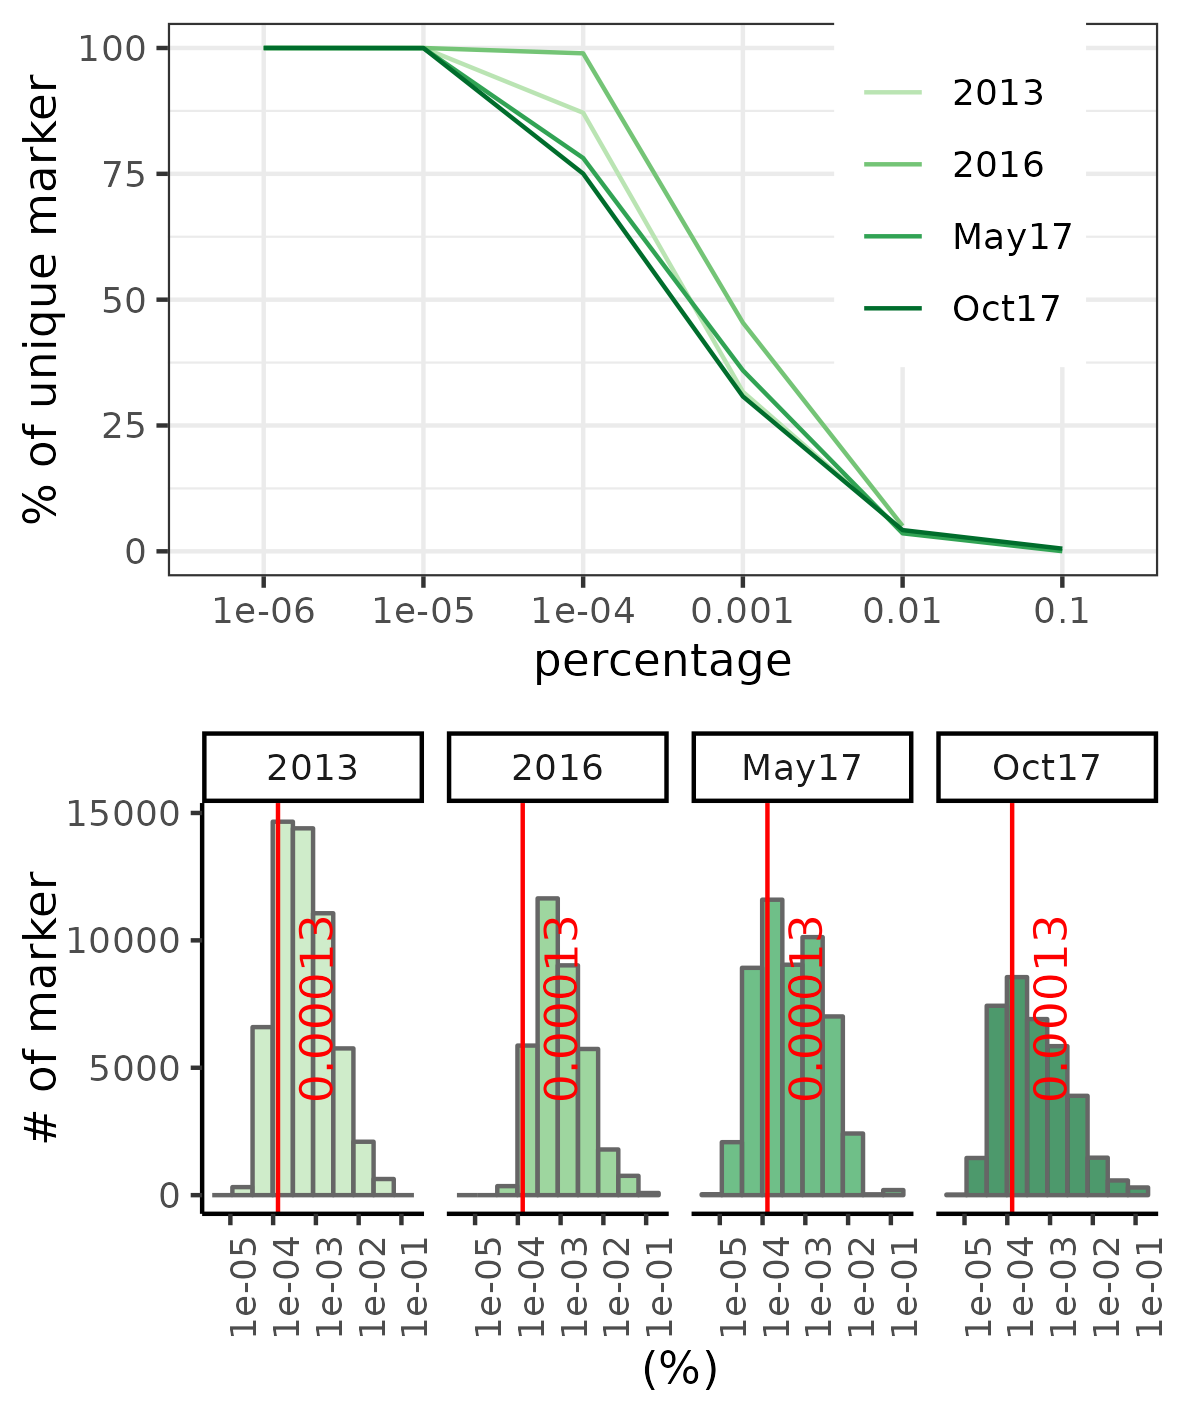 % of unique marker
100
75
50
25
0
2013
2016
May17
Oct17
1e-06 1e-05 1e-04 0.001 0.01 0.1
percentage
2013 2016 May17 Oct17
# of marker
15000
10000
5000
0
0.00013 0.00013 0.00013 0.00013
1e-05 1e-04 1e-03 1e-02 1e-01 1e-05 1e-04 1e-03 1e-02 1e-01 1e-05 1e-04 1e-03 1e-02 1e-01 1e-05 1e-04 1e-03 1e-02 1e-01
(%)